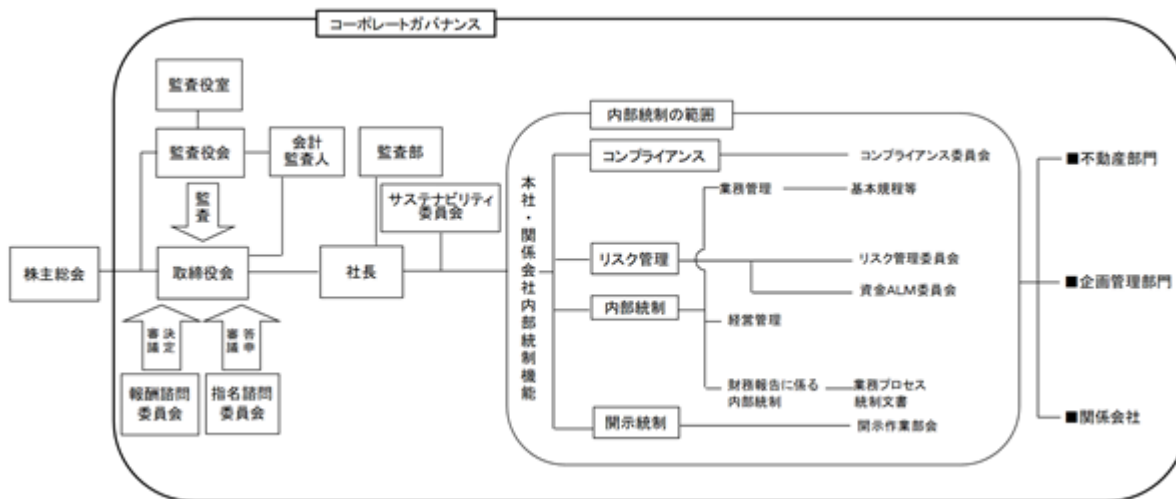 コーポレートガバナンス
監査役室
監査役会
会計
監査人
監査
監査部
サステナビリティ
委員会
株主総会
取締役会
社長
審議
決定
審議
答申
報酬諮問
委員会
指名諮問
委員会
本社・関係会社内部統制機能
内部統制の範囲
コンプライアンス
コンプライアンス委員会
業務管理
基本規程等
リスク管理
リスク管理委員会
資金ALM委員会
内部統制
経営管理
財務報告に係る
内部統制
業務プロセス
統制文書
開示統制
開示作業部会
■不動産部門
■企画管理部門
■関係会社